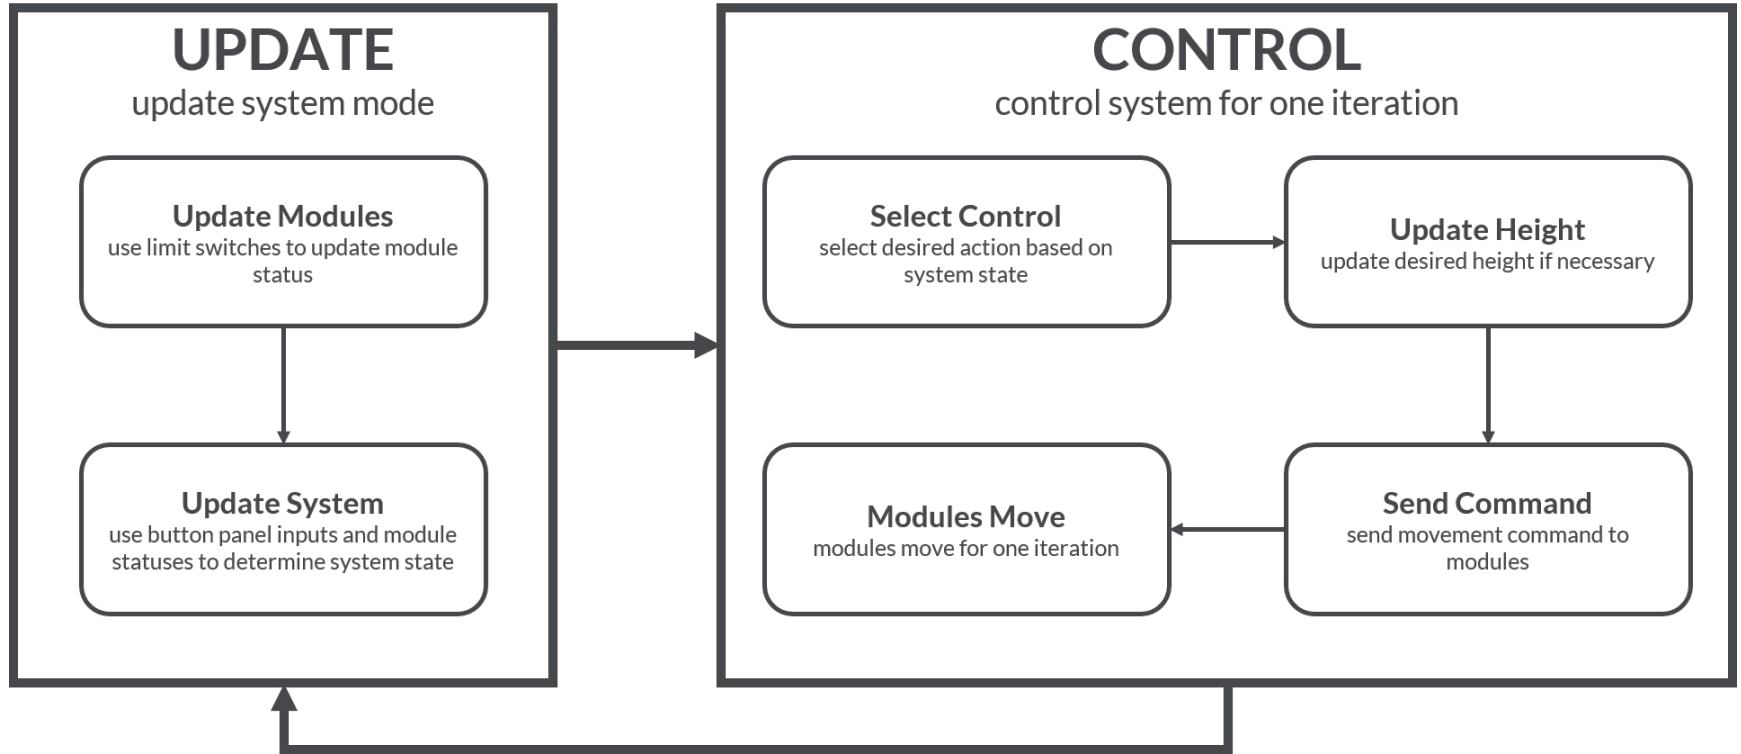 UPDATE
update system mode
Update Modules
use limit switches to update module
status
Update System
use button panel inputs and module
statuses to determine system state
CONTROL
control system for one iteration
Select Control
select desired action based on
system state
Update Height
update desired height if necessary
Send Command
send movement command to
modules
Modules Move
modules move for one iteration